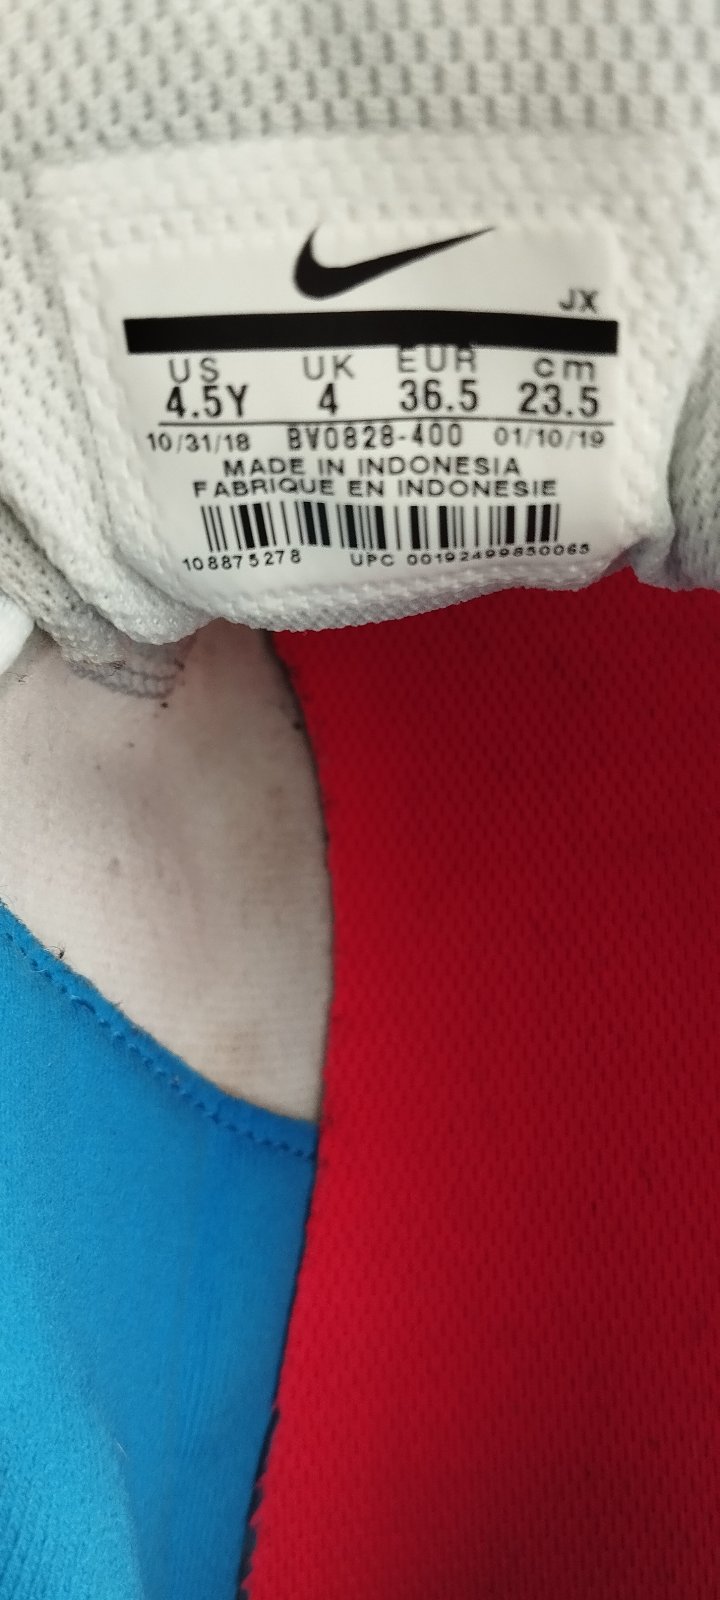 JX
US UK EUR cm
4.5Y 4 36.5 23.5
10/31/18 BV0828-400 01/10/19
MADE IN INDONESIA
FABRIQUE EN INDONESIE
108875278 UPC 00192499850065